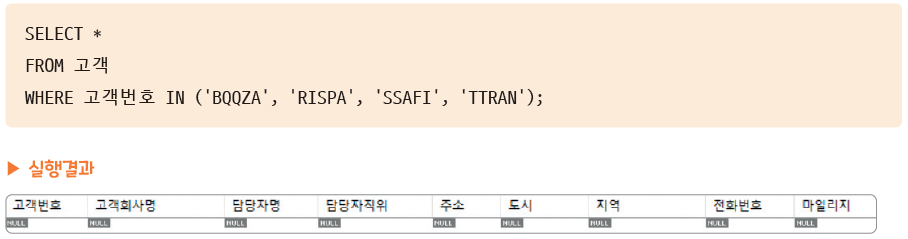 SELECT *
FROM 고객
WHERE 고객번호 IN ('BQQZA', 'RISPA', 'SSAFI', 'TTRAN');
▶ 실행결과
고객번호 고객회사명 담당자명 담당자직위 주소 도시 지역 전화번호 마일리지
NULL NULL NULL NULL NULL NULL NULL NULL NULL